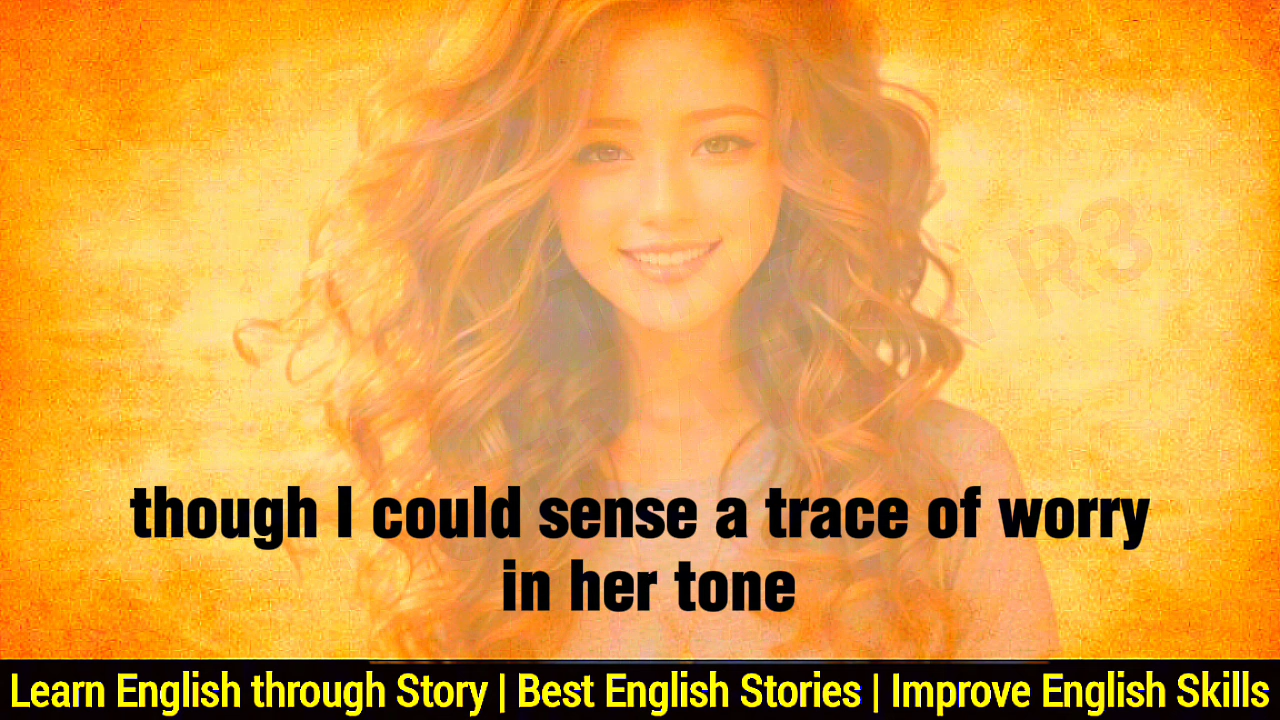 though I could sense a trace of worry
in her tone
Learn English through Story | Best English Stories | Improve English Skills